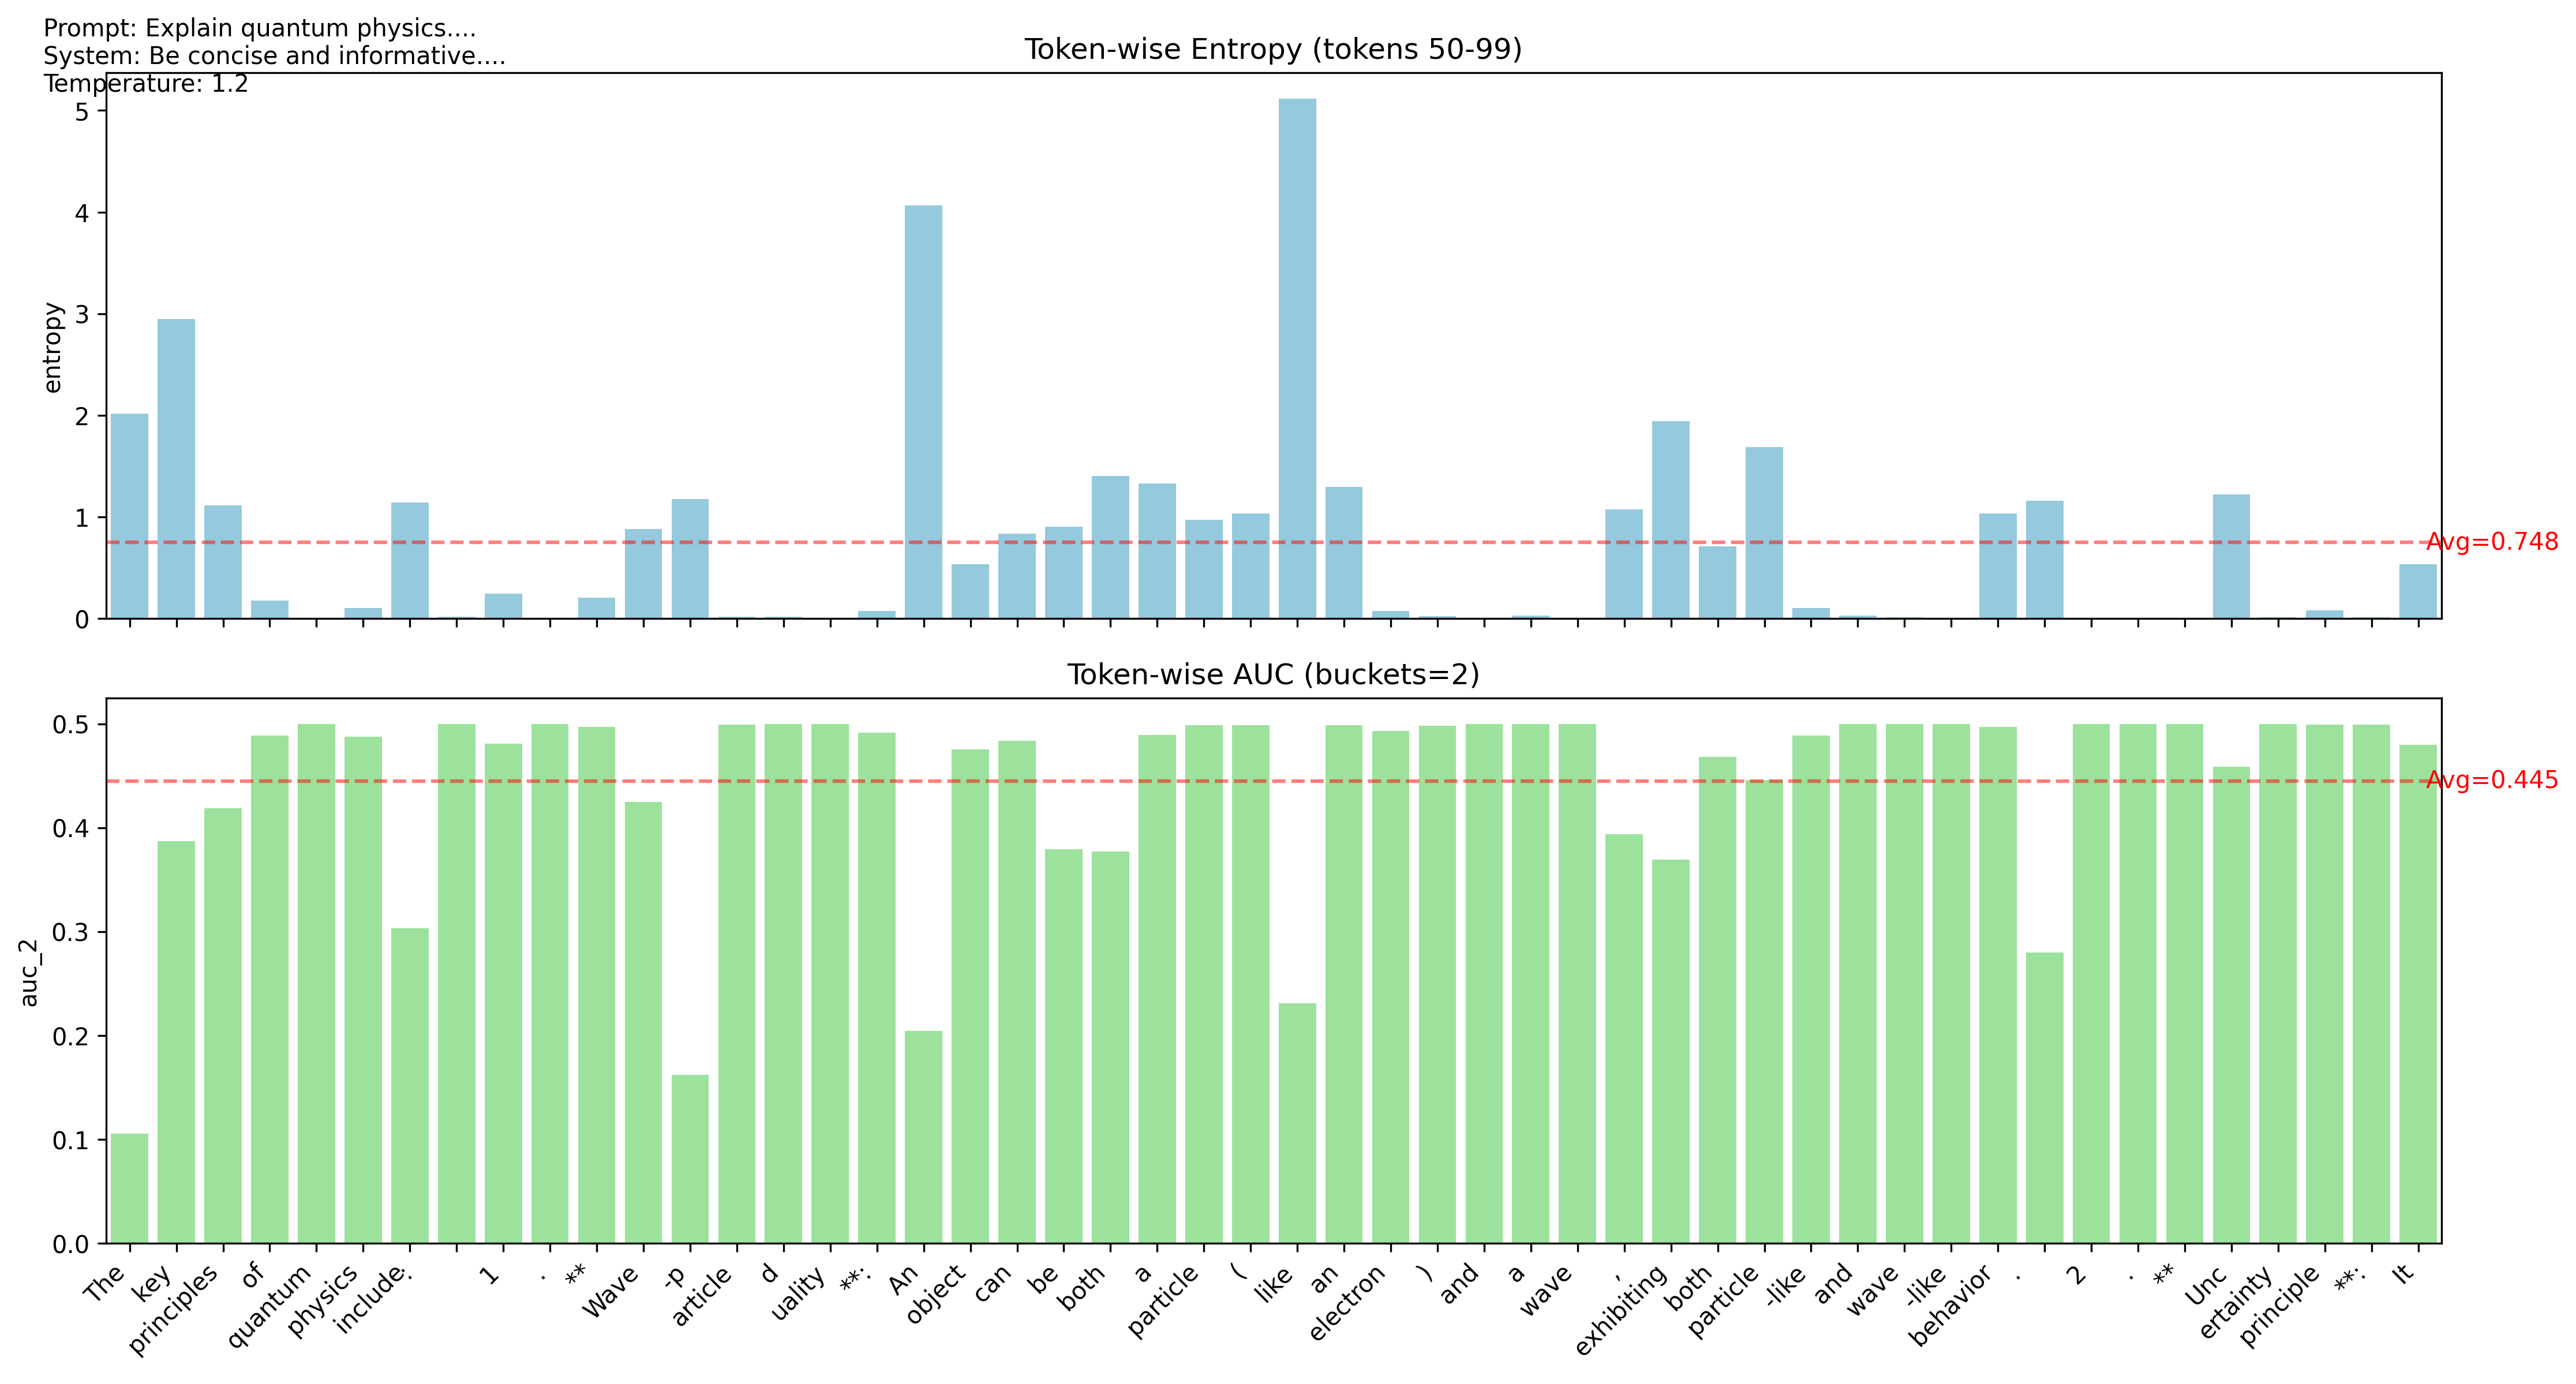 Prompt: Explain quantum physics....
System: Be concise and informative....
Temperature: 1.2
Token-wise Entropy (tokens 50-99)
entropy
5
4
3
2
1
0
Avg=0.748
Token-wise AUC (buckets=2)
auc_2
0.5
0.4
0.3
0.2
0.1
0.0
Avg=0.445
The
key
principles
of
quantum
physics
include
:
1
.
**
Wave
-p
article
d
uality
**:
An
object
can
be
both
a
particle
(
like
an
electron
)
and
a
wave
,
exhibiting
both
particle
-like
and
wave
-like
behavior
.
2
.
**
Unc
ertainty
principle
**:
It